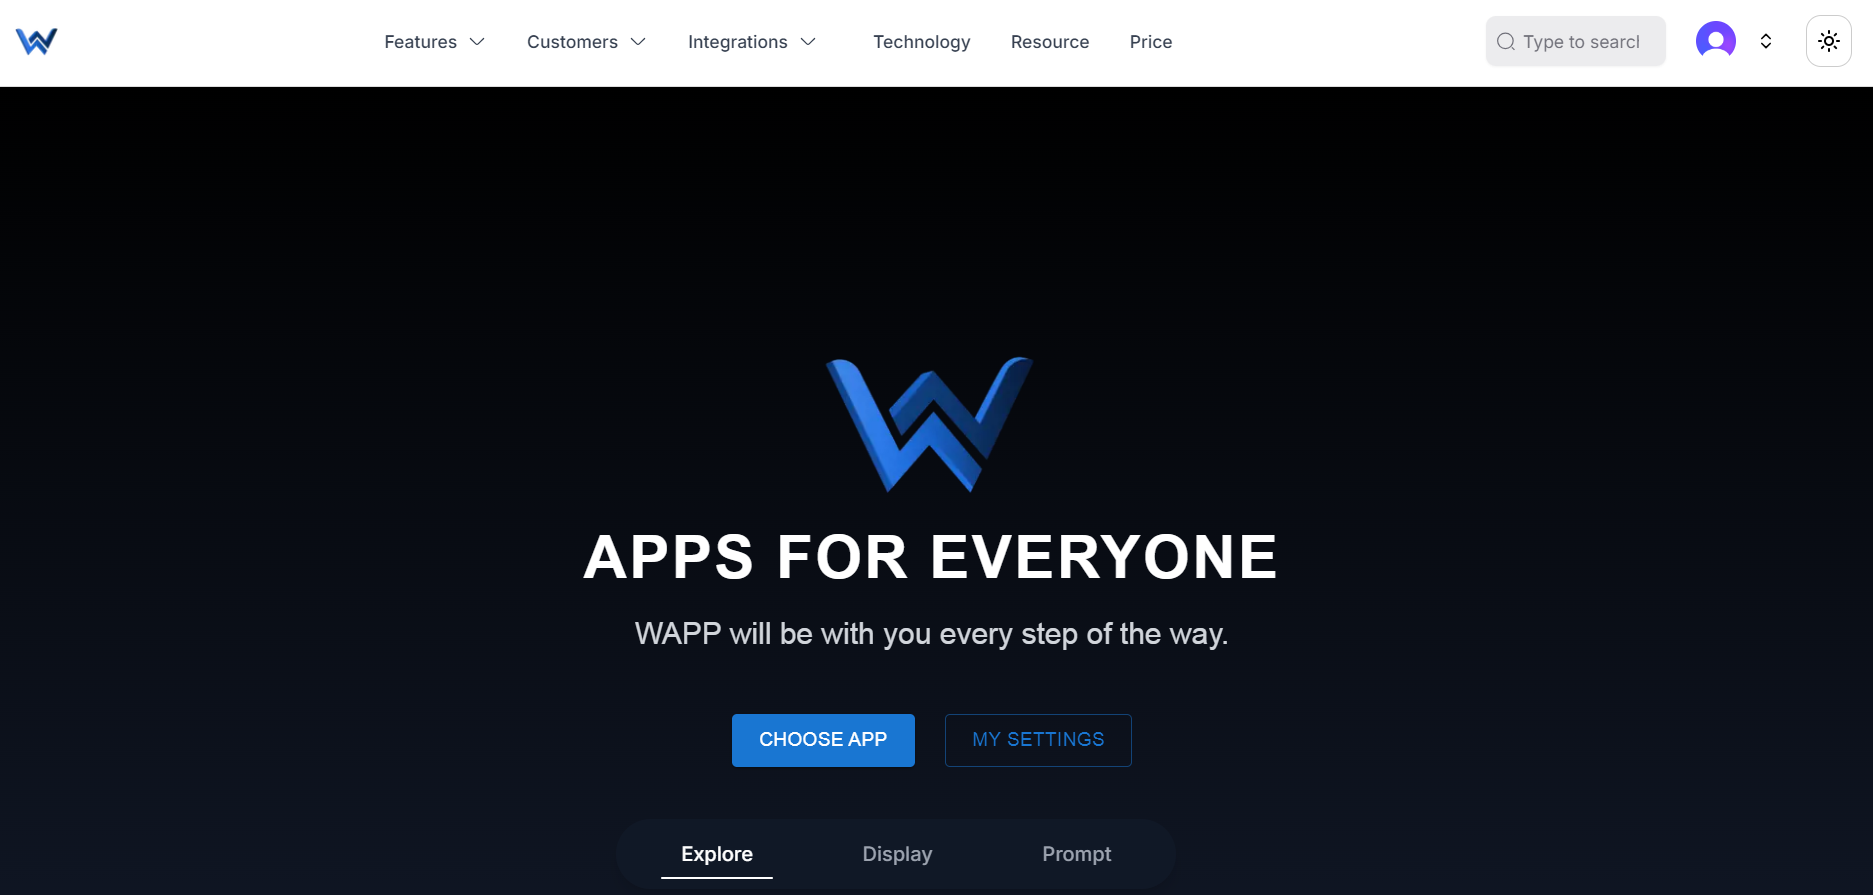 Features Customers Integrations Technology Resource Price Type to searcl
APPS FOR EVERYONE
WAPP will be with you every step of the way.
CHOOSE APP MY SETTINGS
Explore Display Prompt